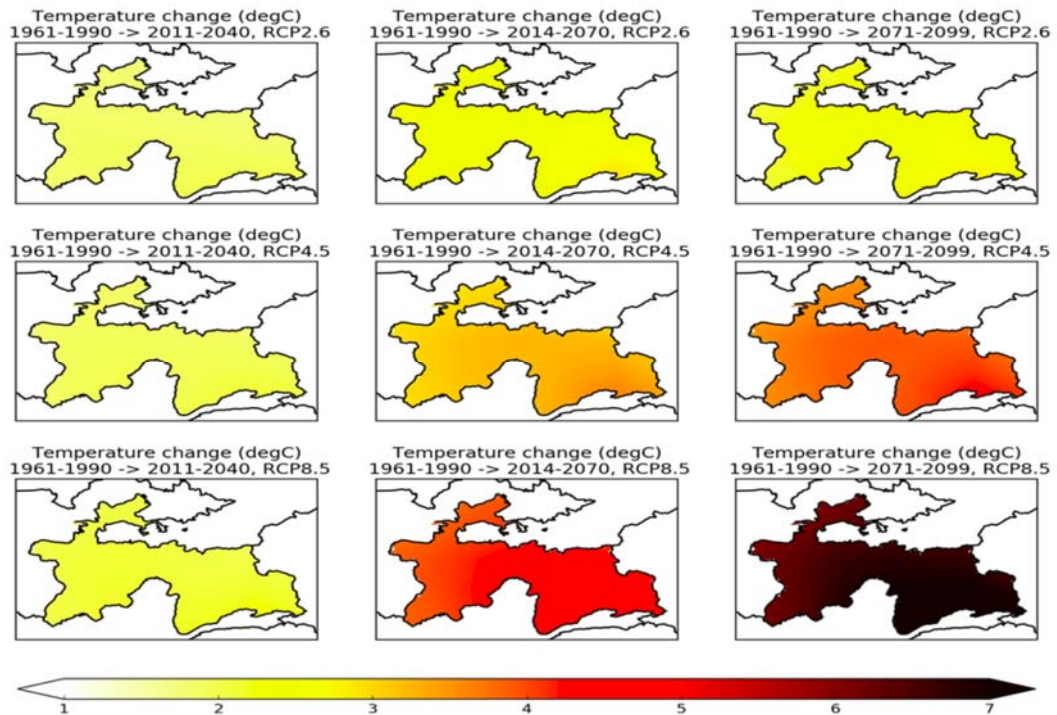 Temperature change (degC)
1961-1990 -> 2011-2040, RCP2.6
Temperature change (degC)
1961-1990 -> 2014-2070, RCP2.6
Temperature change (degC)
1961-1990 -> 2071-2099, RCP2.6
Temperature change (degC)
1961-1990 -> 2011-2040, RCP4.5
Temperature change (degC)
1961-1990 -> 2014-2070, RCP4.5
Temperature change (degC)
1961-1990 -> 2071-2099, RCP4.5
Temperature change (degC)
1961-1990 -> 2011-2040, RCP8.5
Temperature change (degC)
1961-1990 -> 2014-2070, RCP8.5
Temperature change (degC)
1961-1990 -> 2071-2099, RCP8.5
1 2 3 4 5 6 7